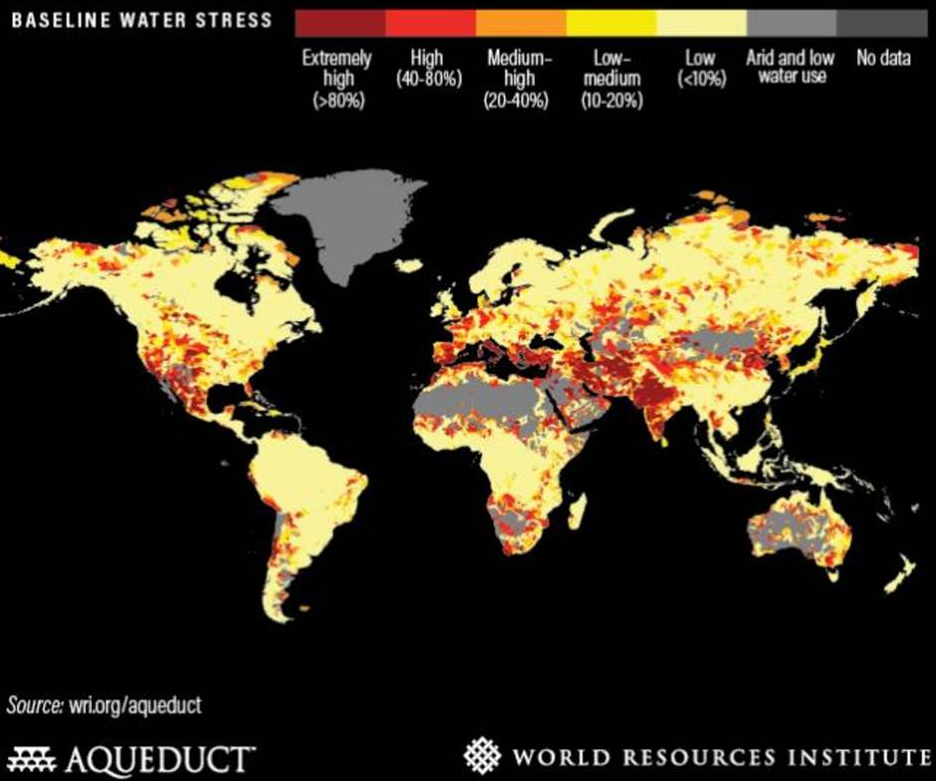 BASELINE WATER STRESS
Extremely
high
(>80%)
High
(40-80%)
Medium–
high
(20-40%)
Low–
medium
(10-20%)
Low
(<10%)
Arid and low
water use
No data
Source: wri.org/aqueduct
AQUEDUCT™
WORLD RESOURCES INSTITUTE